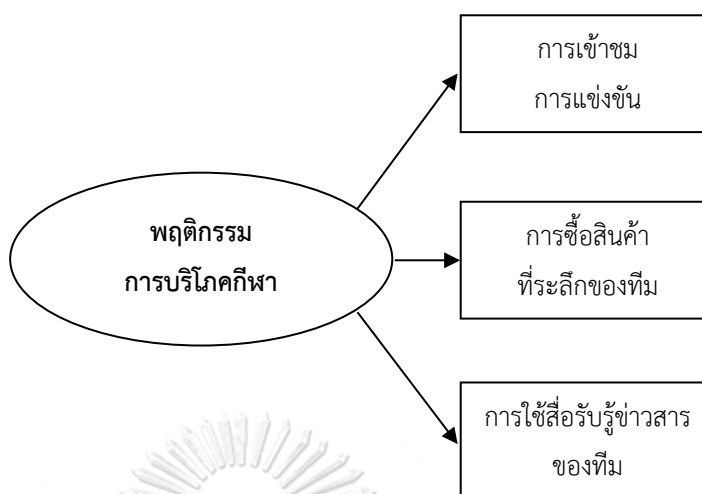 การเข้าชม
การแข่งขัน
พฤติกรรม
การบริโภคกีฬา
การซื้อสินค้า
ที่ระลึกของทีม
การใช้สื่อรับรู้ข่าวสาร
ของทีม